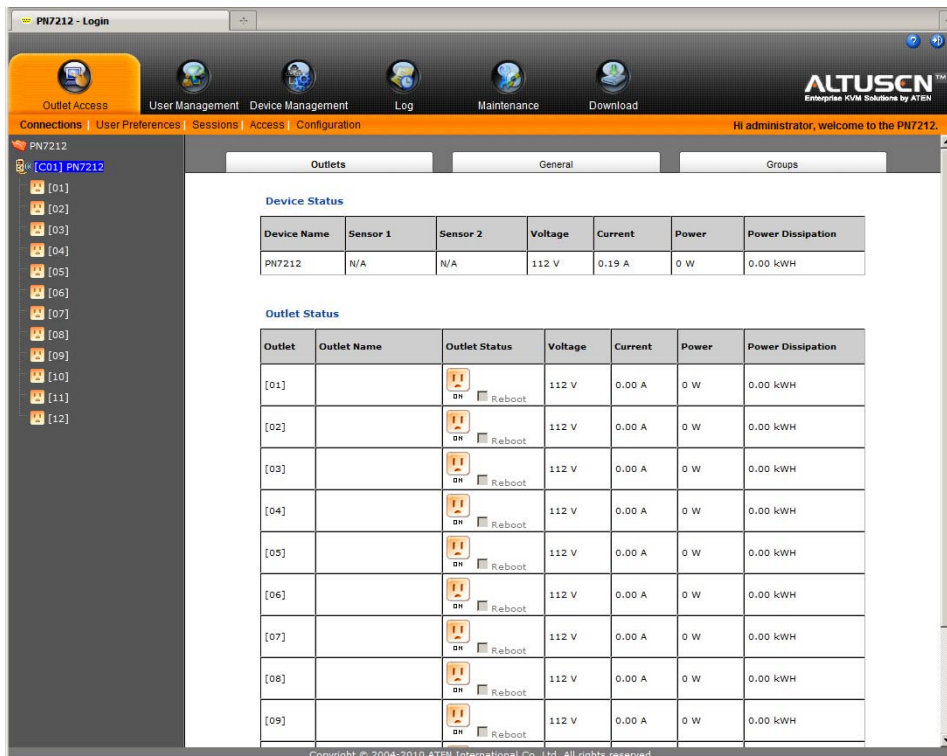 PN7212 - Login
Outlet Access User Management Device Management Log Maintenance Download
ALTUSEN™
Enterprise KVM Solutions by ATEN
Connections | User Preferences | Sessions | Access | Configuration
Hi administrator, welcome to the PN7212.
PN7212
[C01] PN7212
[01]
[02]
[03]
[04]
[05]
[06]
[07]
[08]
[09]
[10]
[11]
[12]
Outlets General Groups
Device Status
Device Name Sensor 1 Sensor 2 Voltage Current Power Power Dissipation
PN7212 N/A N/A 112 V 0.19 A 0 W 0.00 kWH
Outlet Status
Outlet Outlet Name Outlet Status Voltage Current Power Power Dissipation
[01] ON Reboot 112 V 0.00 A 0 W 0.00 kWH
[02] ON Reboot 112 V 0.00 A 0 W 0.00 kWH
[03] ON Reboot 112 V 0.00 A 0 W 0.00 kWH
[04] ON Reboot 112 V 0.00 A 0 W 0.00 kWH
[05] ON Reboot 112 V 0.00 A 0 W 0.00 kWH
[06] ON Reboot 112 V 0.00 A 0 W 0.00 kWH
[07] ON Reboot 112 V 0.00 A 0 W 0.00 kWH
[08] ON Reboot 112 V 0.00 A 0 W 0.00 kWH
[09] ON Reboot 112 V 0.00 A 0 W 0.00 kWH
Copyright © 2004-2010 ATEN International Co. Ltd. All rights reserved.